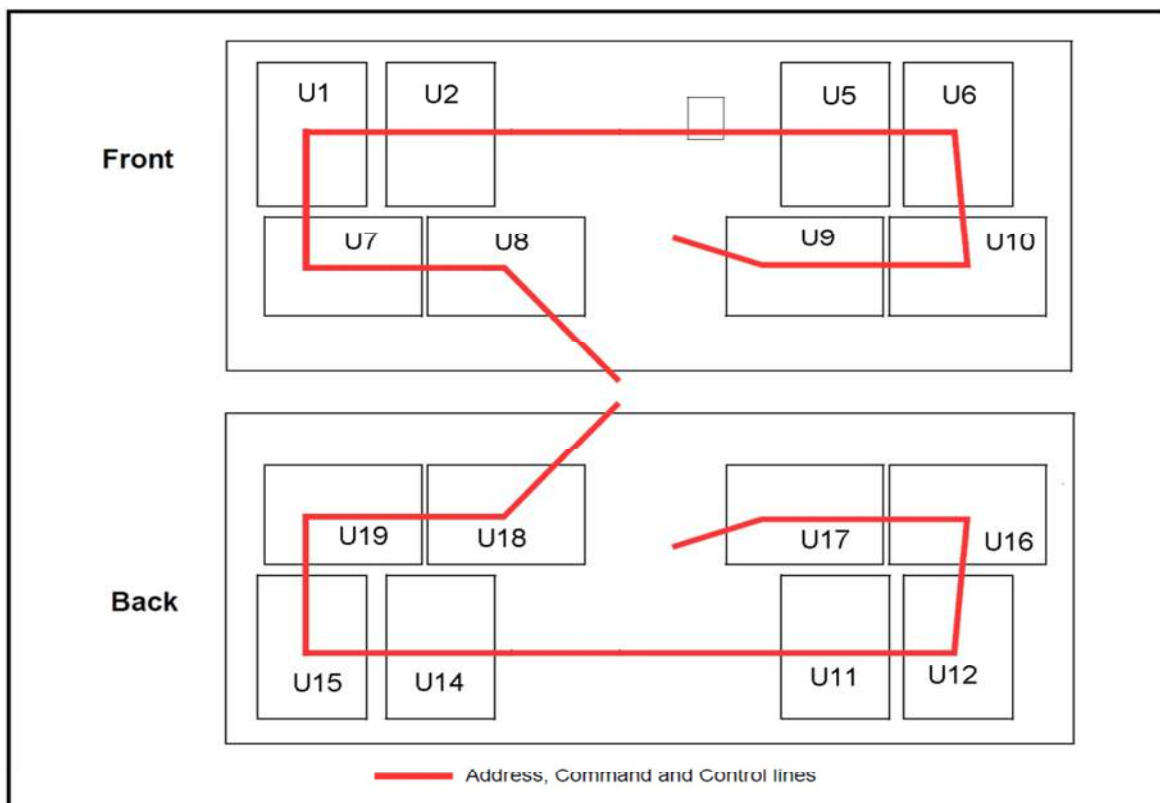 U1 U2 U5 U6
Front
U7 U8 U9 U10
U19 U18 U17 U16
Back
U15 U14 U11 U12
Address, Command and Control lines